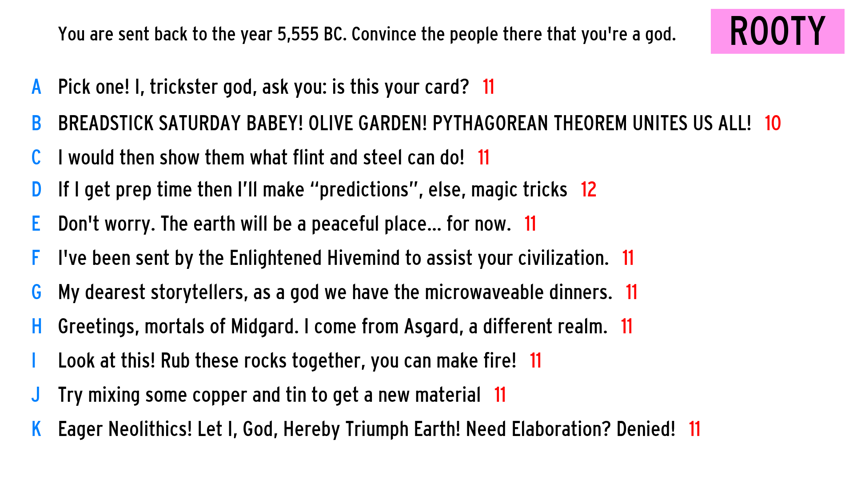 You are sent back to the year 5,555 BC. Convince the people there that you're a god.
ROOTY
A Pick one! I, trickster god, ask you: is this your card? 11
B BREADSTICK SATURDAY BABEY! OLIVE GARDEN! PYTHAGOREAN THEOREM UNITES US ALL! 10
C I would then show them what flint and steel can do! 11
D If I get prep time then I’ll make “predictions”, else, magic tricks 12
E Don't worry. The earth will be a peaceful place... for now. 11
F I've been sent by the Enlightened Hivemind to assist your civilization. 11
G My dearest storytellers, as a god we have the microwaveable dinners. 11
H Greetings, mortals of Midgard. I come from Asgard, a different realm. 11
I Look at this! Rub these rocks together, you can make fire! 11
J Try mixing some copper and tin to get a new material 11
K Eager Neolithics! Let I, God, Hereby Triumph Earth! Need Elaboration? Denied! 11